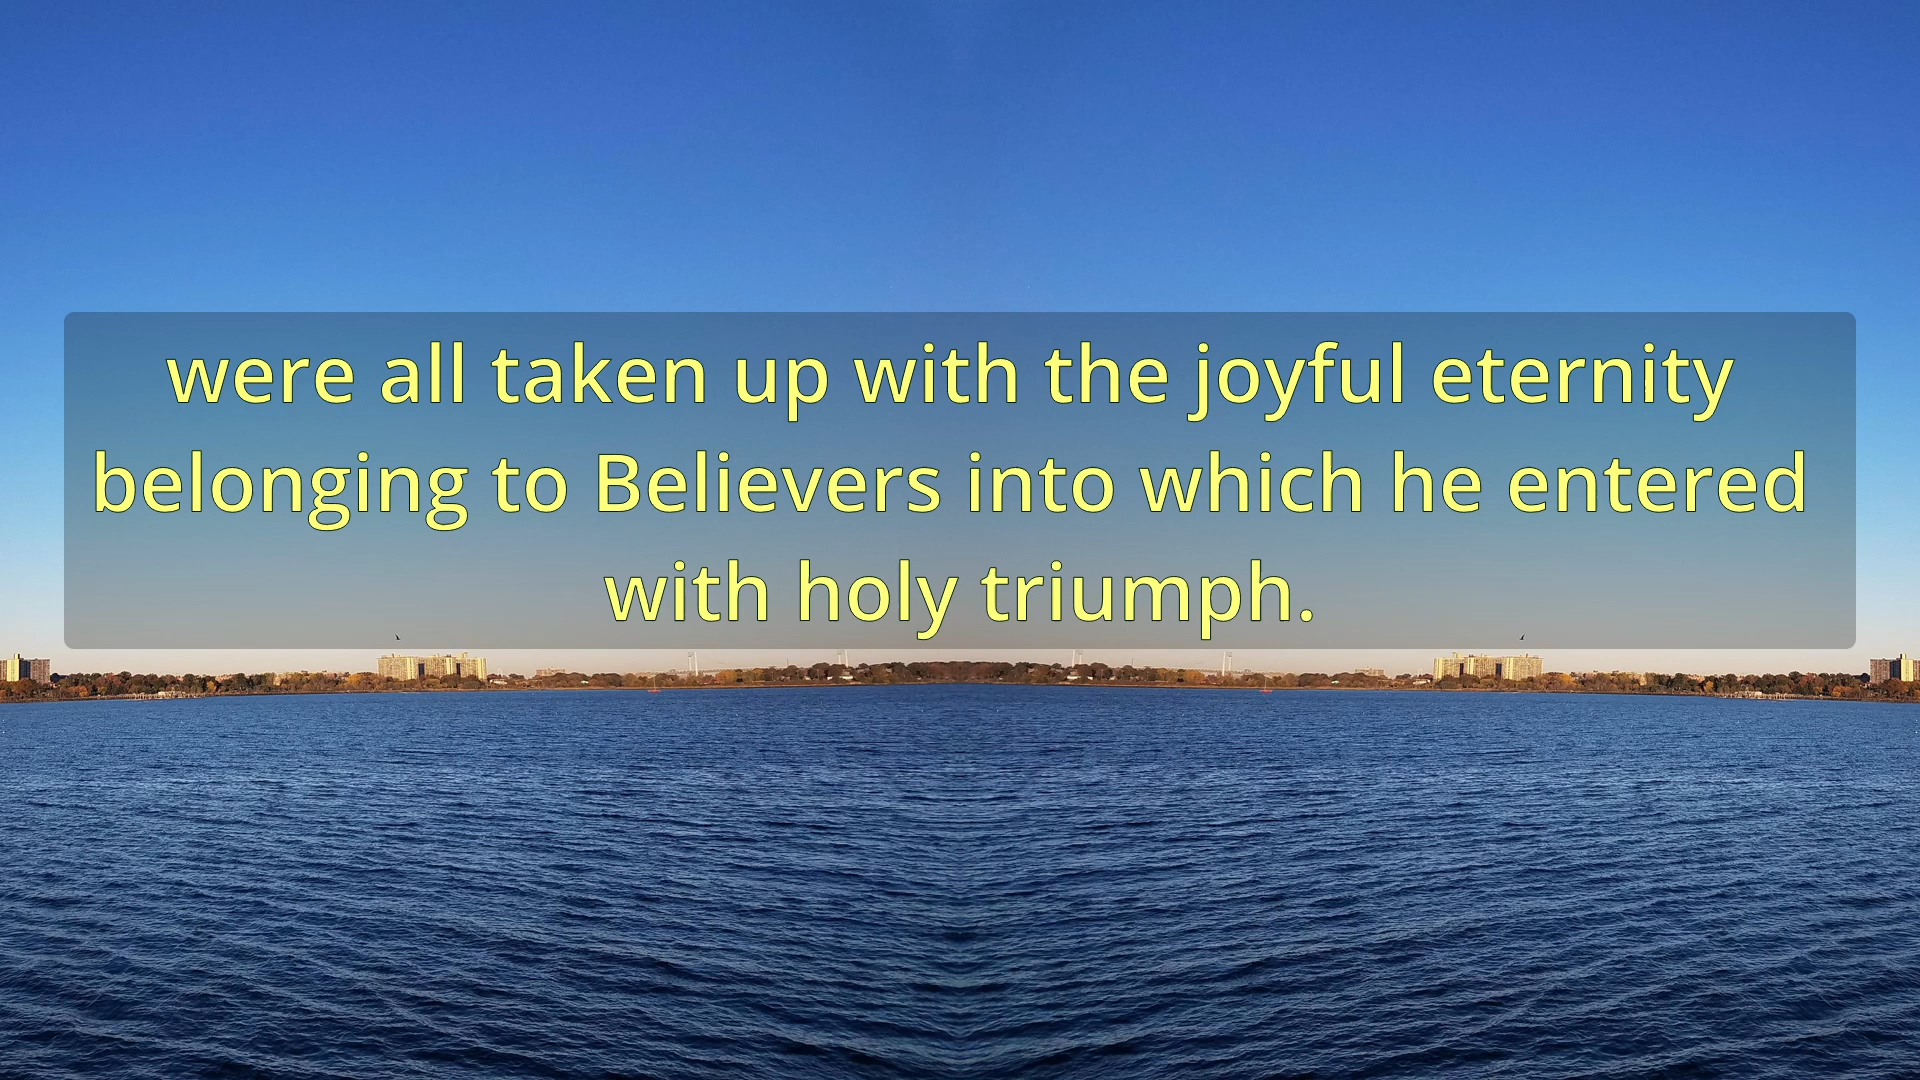 were all taken up with the joyful eternity
belonging to Believers into which he entered
with holy triumph.